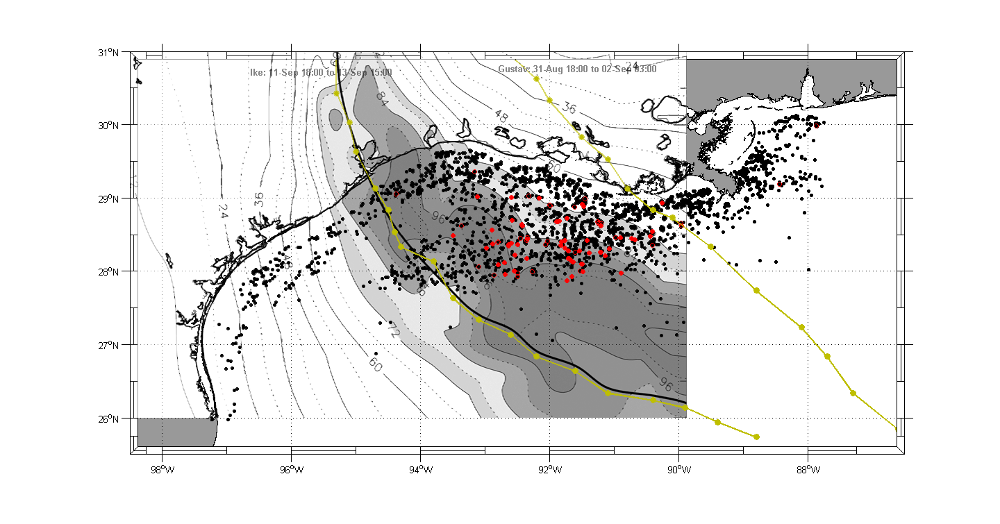 31°N
Ike: 11-Sep 18:00 to 13-Sep 15:00
Gustav: 31-Aug 18:00 to 02-Sep 03:00
24
84
36
48
30°N
60
29°N
36
24
96
48
28°N
72
27°N
60
96
26°N
98°W
96°W
94°W
92°W
90°W
88°W